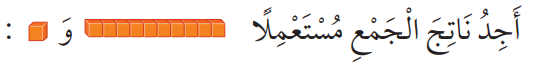 أَجِدُ نَاتِجَ الْجَمْعِ مُسْتَعْمِلًا وَ :